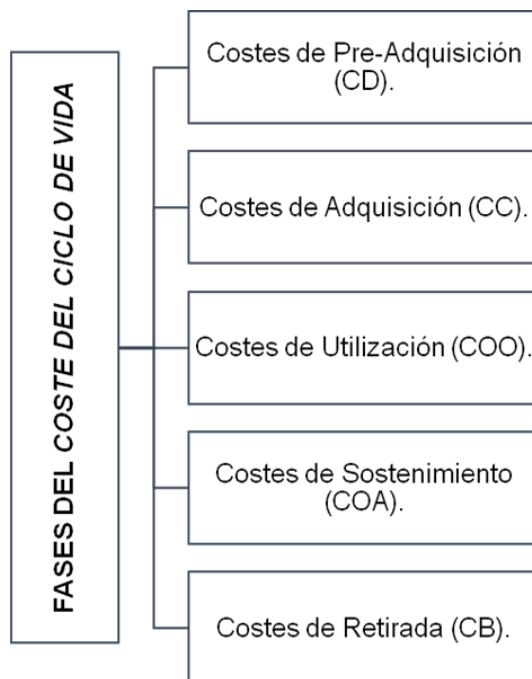 FASES DEL COSTE DEL CICLO DE VIDA
Costes de Pre-Adquisición
(CD).
Costes de Adquisición (CC).
Costes de Utilización (COO).
Costes de Sostenimiento
(COA).
Costes de Retirada (CB).